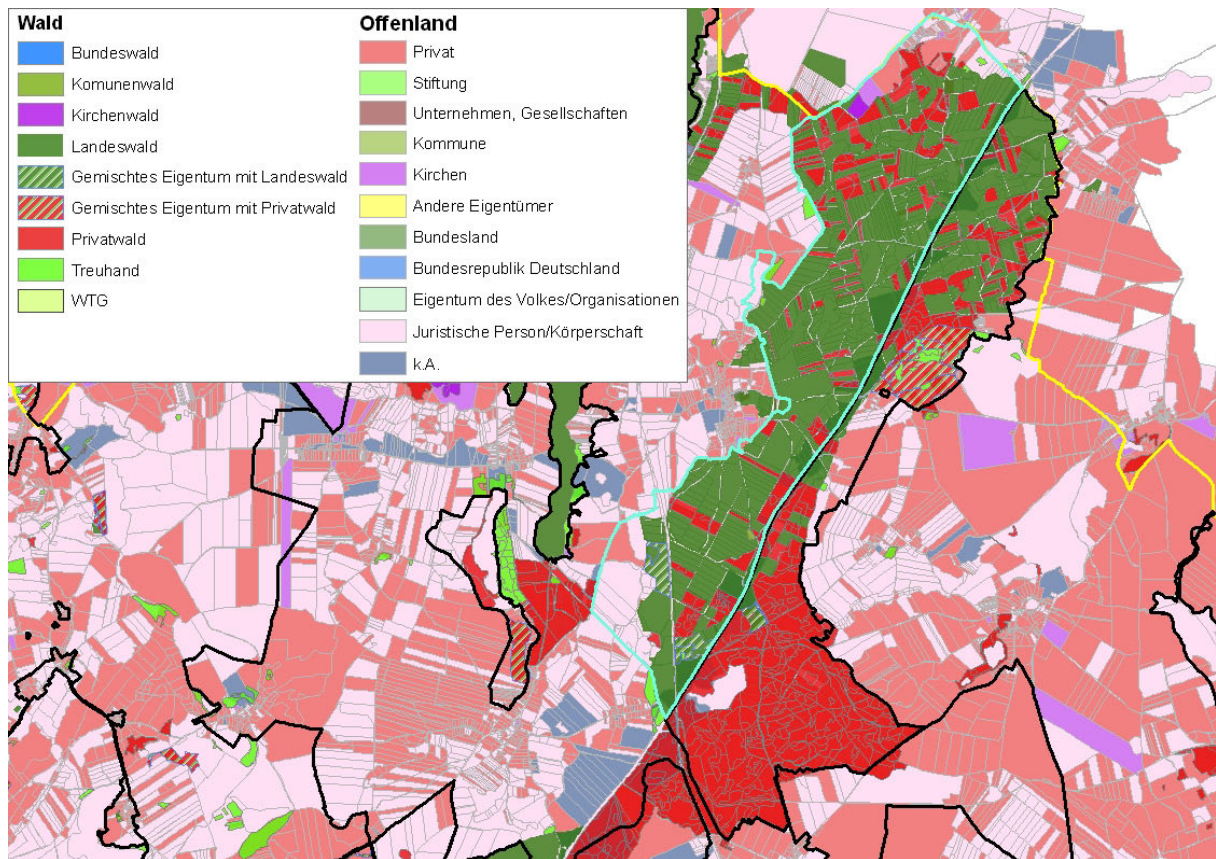 Wald
Bundeswald
Komunenwald
Kirchenwald
Landeswald
Gemischtes Eigentum mit Landeswald
Gemischtes Eigentum mit Privatwald
Privatwald
Treuhand
WTG
Offenland
Privat
Stiftung
Unternehmen, Gesellschaften
Kommune
Kirchen
Andere Eigentümer
Bundesland
Bundesrepublik Deutschland
Eigentum des Volkes/Organisationen
Juristische Person/Körperschaft
k.A.